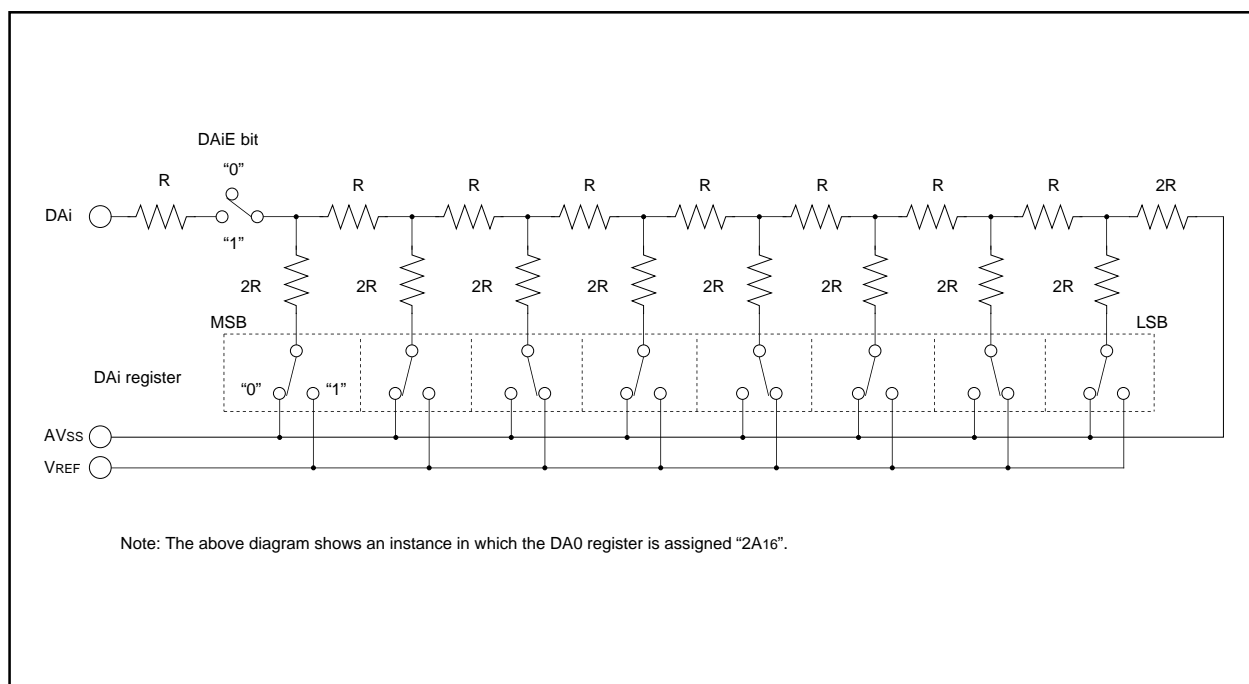 DAiE bit
“0”
R R R R R R R R 2R
DAi
“1”
2R 2R 2R 2R 2R 2R 2R 2R
MSB LSB
DAi register
“0” “1”
AVSS
VREF
Note: The above diagram shows an instance in which the DA0 register is assigned “2A16”.